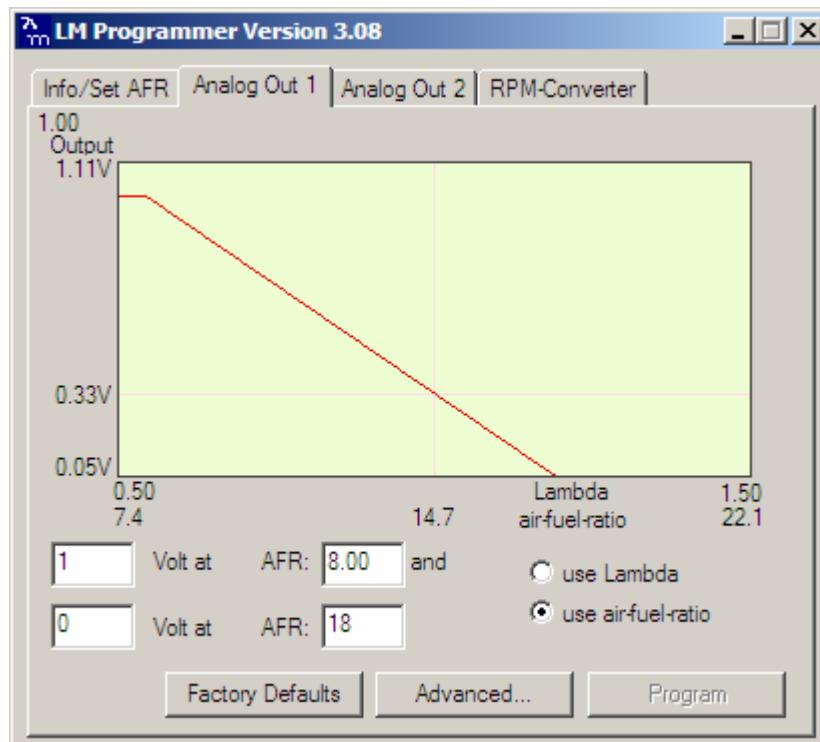 LM Programmer Version 3.08
Info/Set AFR Analog Out 1 Analog Out 2 RPM-Converter
1.00
Output
1.11V
0.33V
0.05V
0.50 Lambda 1.50
7.4 14.7 air-fuel-ratio 22.1
1 Volt at AFR: 8.00 and
use Lambda
0 Volt at AFR: 18
use air-fuel-ratio
Factory Defaults Advanced... Program